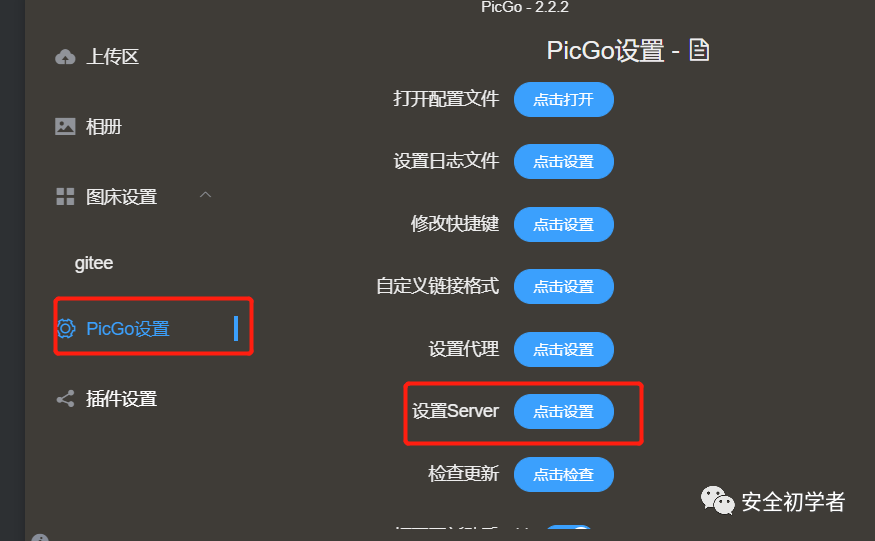 PicGo - 2.2.2
上传区
相册
图床设置
gitee
PicGo设置
插件设置
PicGo设置 -
打开配置文件 点击打开
设置日志文件 点击设置
修改快捷键 点击设置
自定义链接格式 点击设置
设置代理 点击设置
设置Server 点击设置
检查更新 点击检查
安全初学者